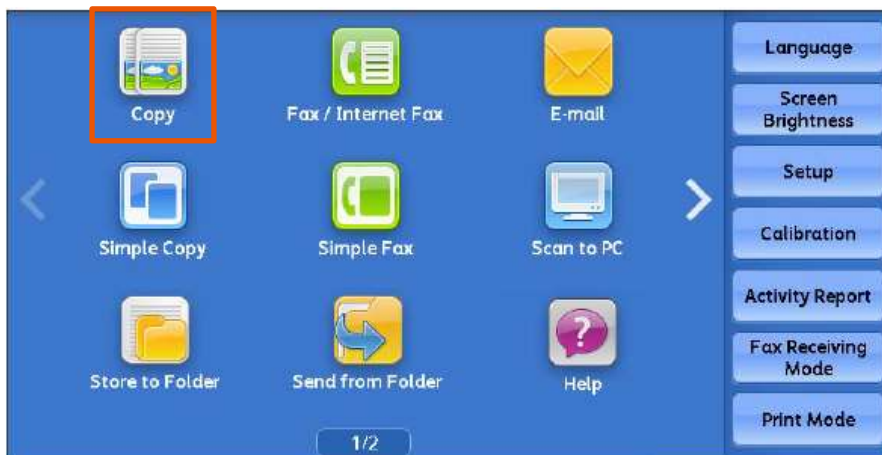 Copy
Fax / Internet Fax
E-mail
Simple Copy
Simple Fax
Scan to PC
Store to Folder
Send from Folder
Help
1/2
Language
Screen
Brightness
Setup
Calibration
Activity Report
Fax Receiving
Mode
Print Mode